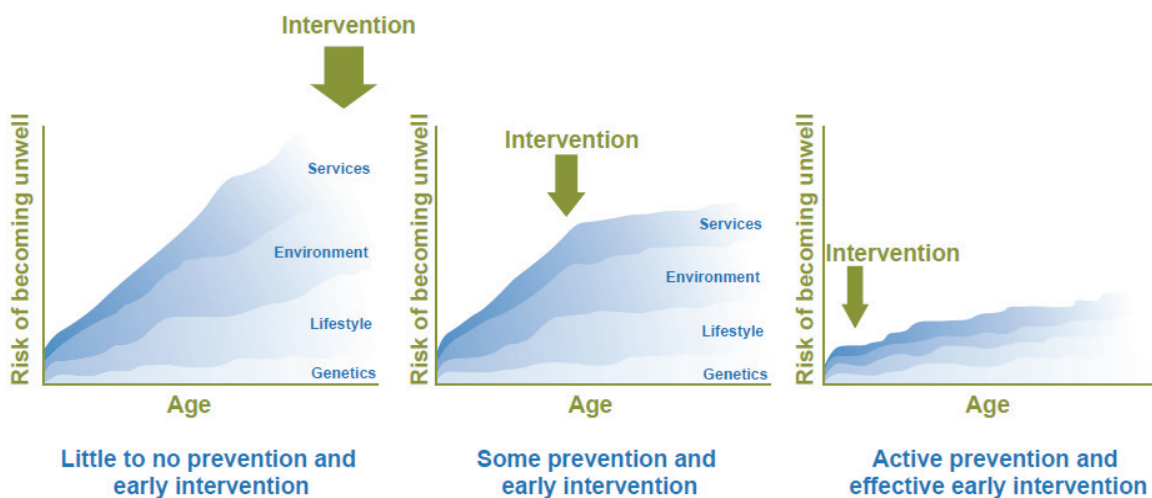 Intervention
Risk of becoming unwell
Services
Environment
Lifestyle
Genetics
Age
Little to no prevention and
early intervention
Intervention
Risk of becoming unwell
Services
Environment
Lifestyle
Genetics
Age
Some prevention and
early intervention
Intervention
Risk of becoming unwell
Age
Active prevention and
effective early intervention